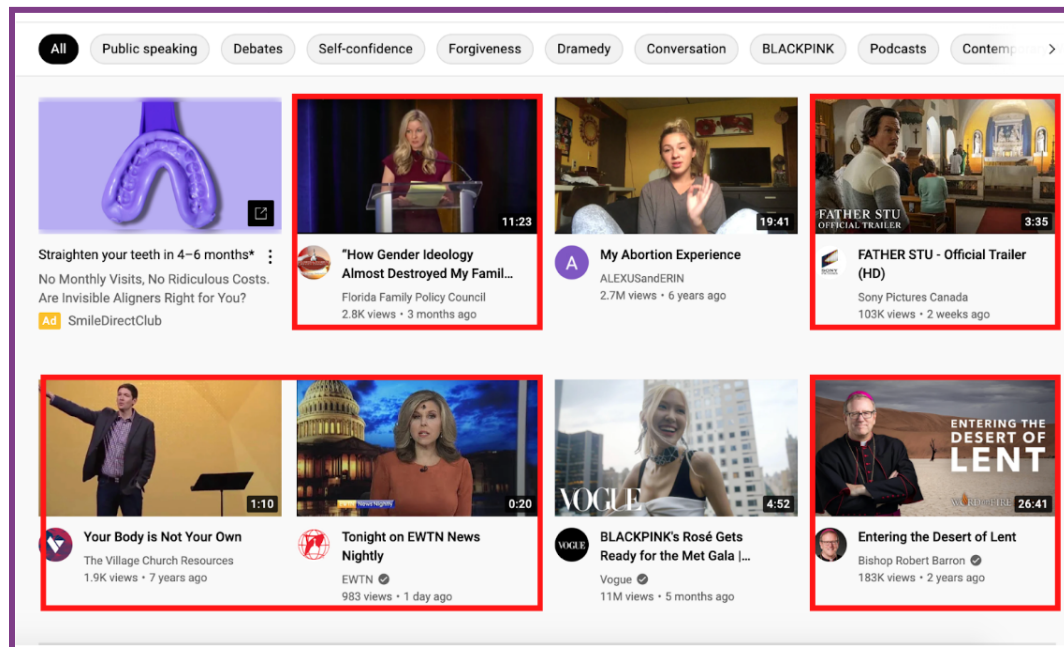 All Public speaking Debates Self-confidence Forgiveness Dramedy Conversation BLACKPINK Podcasts
11:23
19:41
FATHER STU
OFFICIAL TRAILER
3:35
Straighten your teeth in 4–6 months*
No Monthly Visits, No Ridiculous Costs.
Are Invisible Aligners Right for You?
Ad SmileDirectClub
“How Gender Ideology
Almost Destroyed My Famil...
Florida Family Policy Council
2.8K views • 3 months ago
A
My Abortion Experience
ALEXUSandERIN
2.7M views • 6 years ago
FATHER STU - Official Trailer
(HD)
Sony Pictures Canada
103K views • 2 weeks ago
1:10
News Nightly
0:20
VOGUE
4:52
ENTERING THE
DESERT OF
LENT
WORD ON FIRE
26:41
Your Body is Not Your Own
The Village Church Resources
1.9K views • 7 years ago
Tonight on EWTN News
Nightly
EWTN
983 views • 1 day ago
VOGUE
BLACKPINK's Rosé Gets
Ready for the Met Gala |...
Vogue
11M views • 5 months ago
Entering the Desert of Lent
Bishop Robert Barron
183K views • 2 years ago